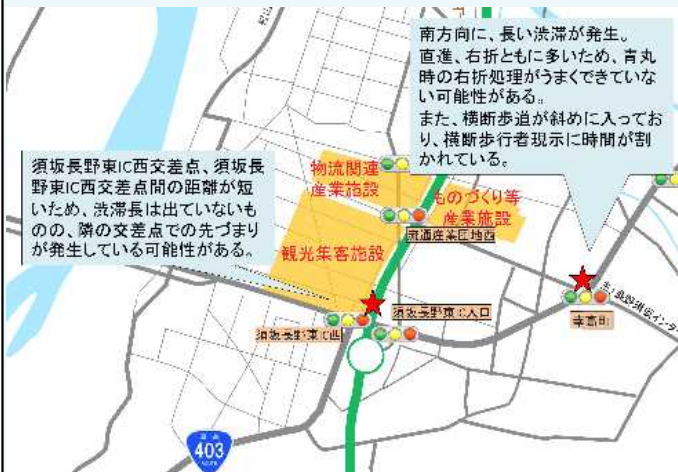 南方向に、長い渋滞が発生。
直進、右折ともに多いため、青丸
時の右折処理がうまくできていな
い可能性がある。
また、横断歩道が斜めに入ってお
り、横断歩行者現示に時間が割
かれている。
須坂長野東IC西交差点、須坂長
野東IC西交差点間の距離が短
いため、渋滞長は出ていないも
のの、隣の交差点での先づまり
が発生している可能性がある。
物流関連
産業施設
ものづくり等
産業施設
流通産業団地西
観光集客施設
須坂長野東IC入口
須坂長野東IC西
幸高町
403